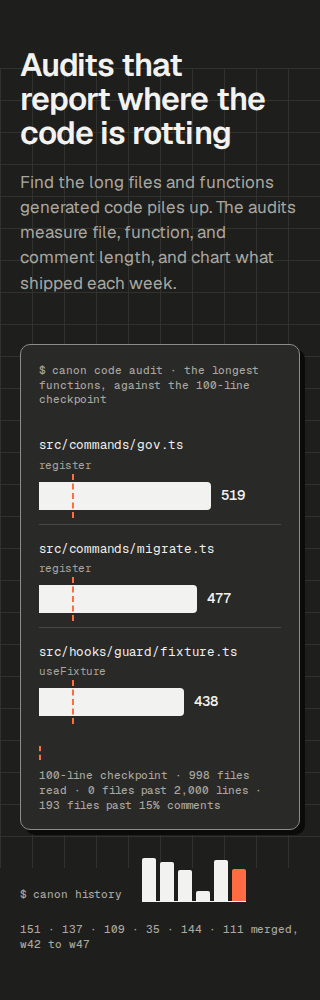 Audits that
report where the
code is rotting
Find the long files and functions
generated code piles up. The audits
measure file, function, and
comment length, and chart what
shipped each week.
$ canon code audit · the longest
functions, against the 100-line
checkpoint
src/commands/gov.ts
register
519
src/commands/migrate.ts
register
477
src/hooks/guard/fixture.ts
useFixture
438
100-line checkpoint · 998 files
read · 0 files past 2,000 lines ·
193 files past 15% comments
$ canon history
151 · 137 · 109 · 35 · 144 · 111 merged,
w42 to w47